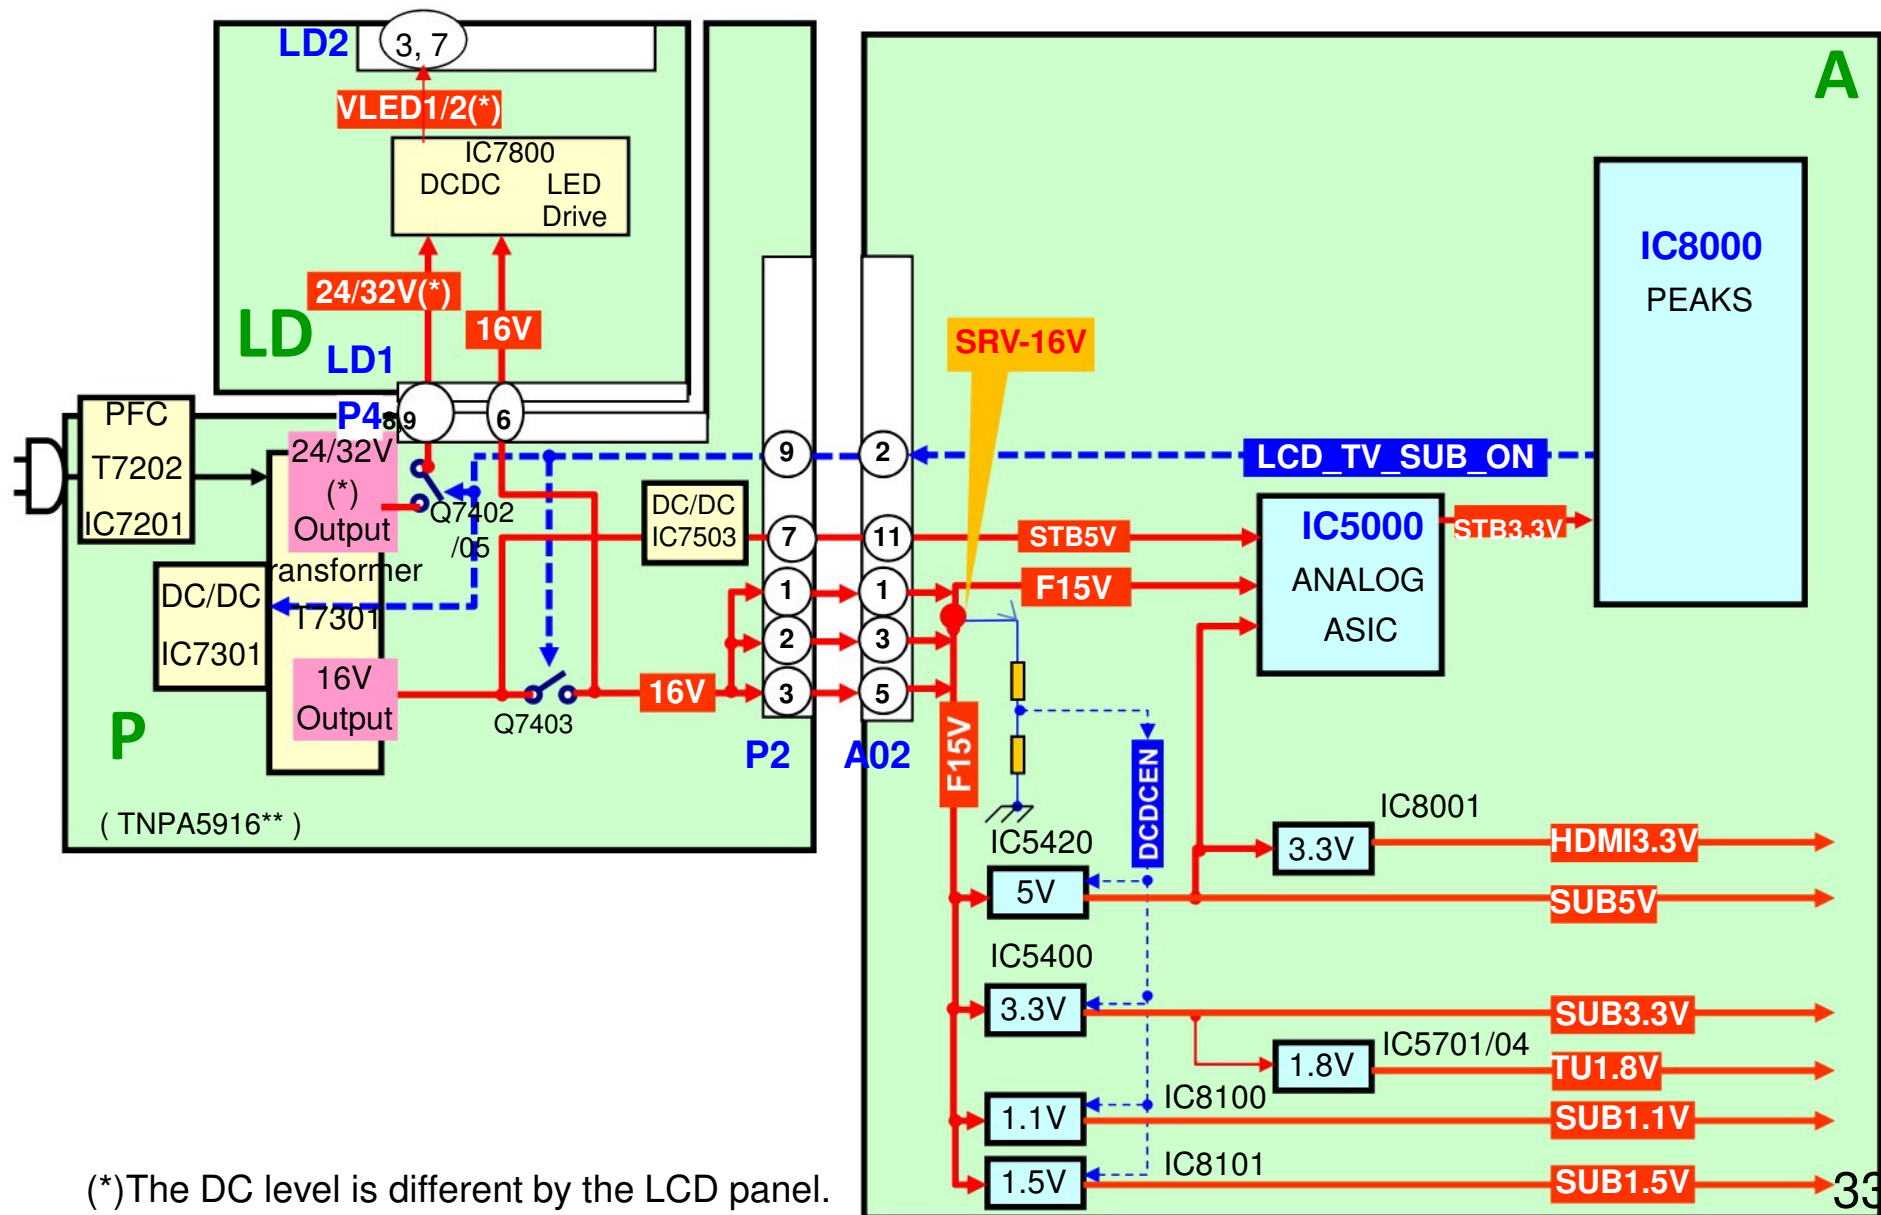 LD2
3, 7
A
VLED1/2(*)
IC7800
DCDC
LED
Drive
IC8000
PEAKS
24/32V(*)
16V
LD
LD1
SRV-16V
PFC
T7202
IC7201
P4
8,9
6
24/32V
(*)
Output
Q7402
/05
9
2
LCD_TV_SUB_ON
DC/DC
IC7503
7
11
STB5V
IC5000
ANALOG
ASIC
STB3.3V
ransformer
T7301
DC/DC
IC7301
1
1
F15V
2
3
16V
Output
Q7403
16V
3
5
P
P2
A02
F15V
DCDCEN
( TNPA5916** )
IC5420
5V
IC8001
3.3V
HDMI3.3V
SUB5V
IC5400
3.3V
SUB3.3V
IC5701/04
1.8V
TU1.8V
IC8100
1.1V
SUB1.1V
IC8101
1.5V
SUB1.5V
(*)The DC level is different by the LCD panel.
33